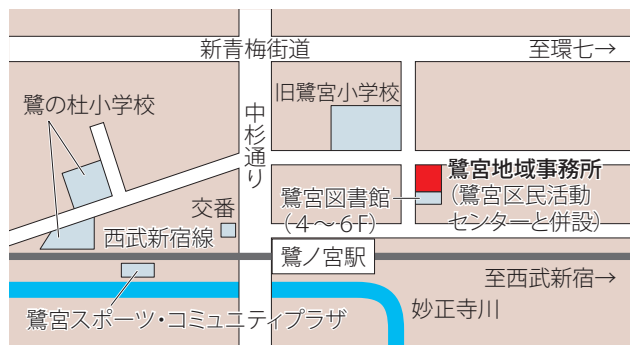 新青梅街道
至環七→
鷺の杜小学校
中杉通り
旧鷺宮小学校
鷺宮地域事務所
(鷺宮区民活動
センターと併設)
鷺宮図書館
(4〜6F)
交番
西武新宿線
鷺ノ宮駅
至西武新宿→
鷺宮スポーツ・コミュニティプラザ
妙正寺川